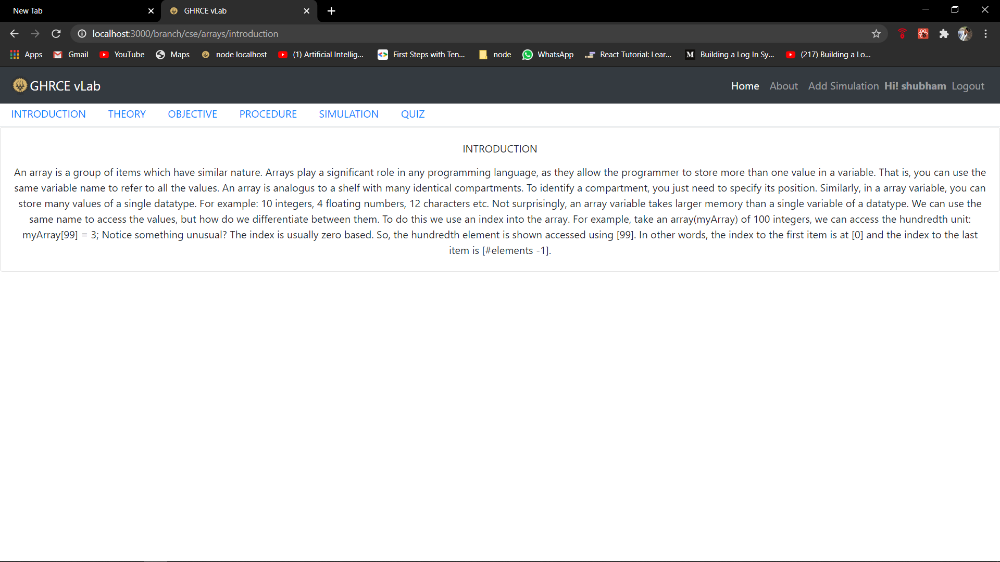 New Tab
GHRCE vLab
localhost:3000/branch/cse/arrays/introduction
Apps Gmail YouTube Maps node localhost (1) Artificial Intellig... First Steps with Ten... node WhatsApp React Tutorial: Lear... M Building a Log In Sy... (217) Building a Lo...
GHRCE vLab
Home About Add Simulation Hi! shubham Logout
INTRODUCTION THEORY OBJECTIVE PROCEDURE SIMULATION QUIZ
INTRODUCTION
An array is a group of items which have similar nature. Arrays play a significant role in any programming language, as they allow the programmer to store more than one value in a variable. That is, you can use the
same variable name to refer to all the values. An array is analogus to a shelf with many identical compartments. To identify a compartment, you just need to specify its position. Similarly, in a array variable, you can
store many values of a single datatype. For example: 10 integers, 4 floating numbers, 12 characters etc. Not surprisingly, an array variable takes larger memory than a single variable of a datatype. We can use the
same name to access the values, but how do we differentiate between them. To do this we use an index into the array. For example, take an array(myArray) of 100 integers, we can access the hundredth unit:
myArray[99] = 3; Notice something unusual? The index is usually zero based. So, the hundredth element is shown accessed using [99]. In other words, the index to the first item is at [0] and the index to the last
item is [#elements -1].